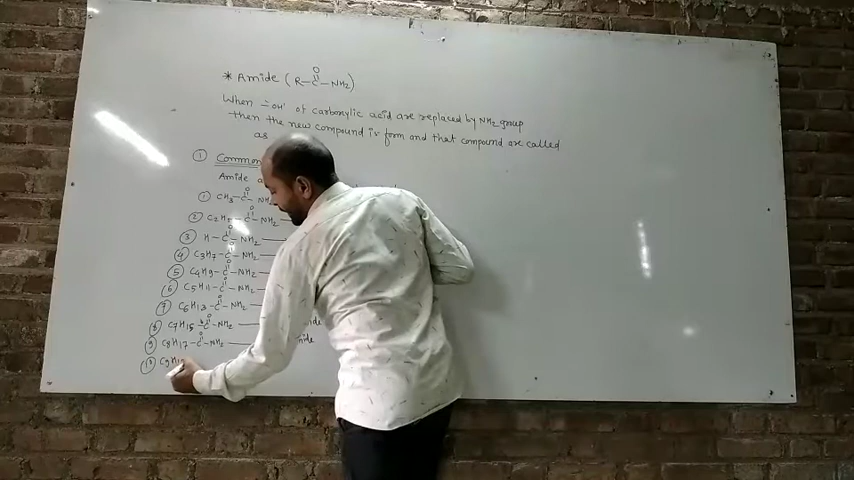 * Amide ( R-C-NH2 )
O
When -OH of carboxylic acid are replaced by NH2 group
then the new compound is form and that compound are called
as
① Common
Amide
① CH3-C-NH2
O
② C2H5-C-NH2
O
③ H-C-NH2
O
④ C3H7-C-NH2
O
⑤ C4H9-C-NH2
O
⑥ C5H11-C-NH2
O
⑦ C6H13-C-NH2
O
⑧ C7H15-C-NH2
O
⑨ C8H17-C-NH2
O
⑩ C9H